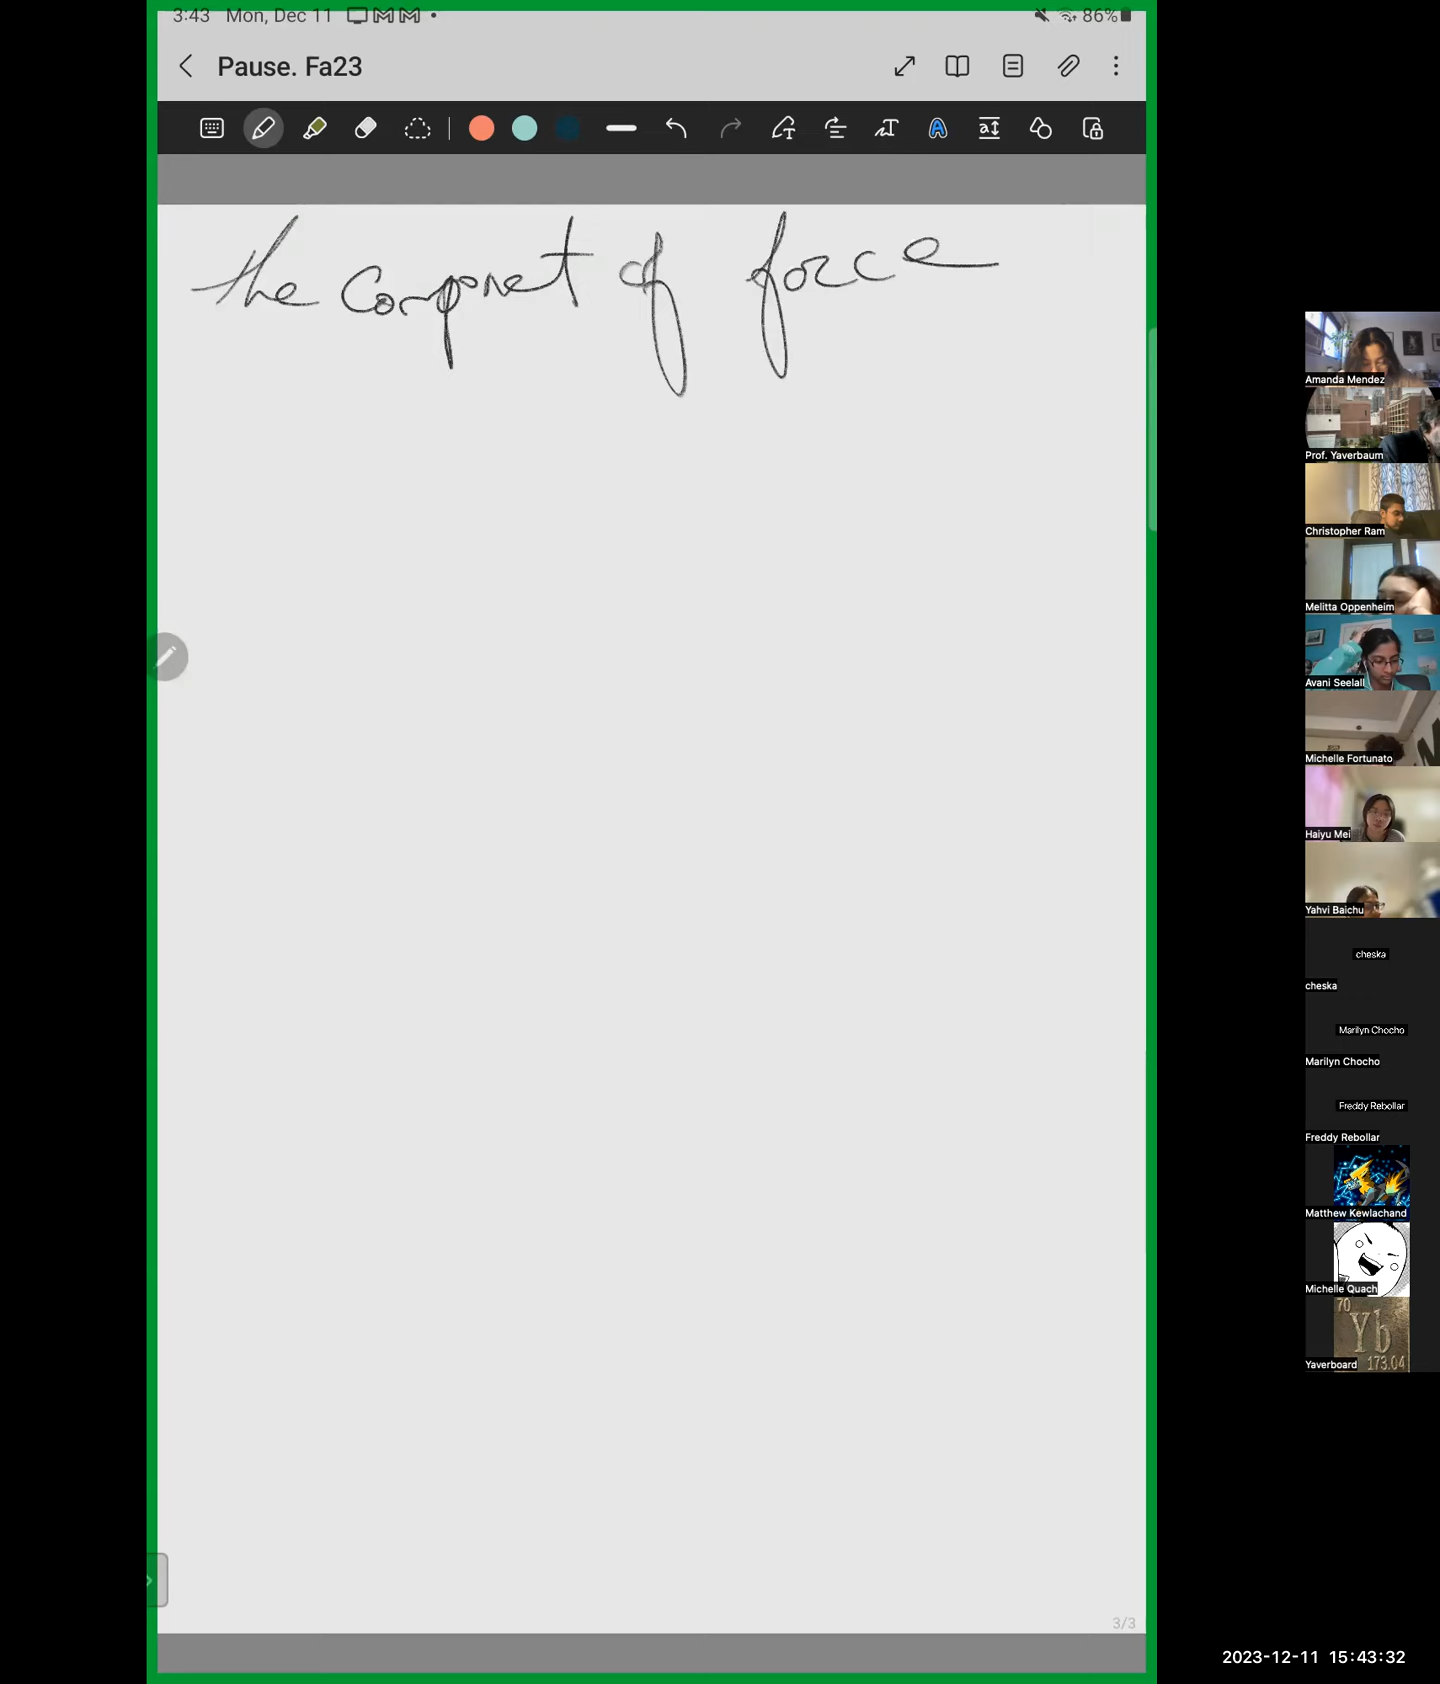 3:43 Mon, Dec 11
86%
Pause. Fa23
the componet of force
3/3
Amanda Mendez
Prof. Yaverbaum
Christopher Ram
Melitta Oppenheim
Avani Seelall
Michelle Fortunato
Haiyu Mei
Yahvi Baichu
cheska
cheska
Marilyn Chocho
Marilyn Chocho
Freddy Rebollar
Freddy Rebollar
Matthew Kewlachand
Michelle Quach
70
Yb
173.04
Yaverboard
2023-12-11 15:43:32